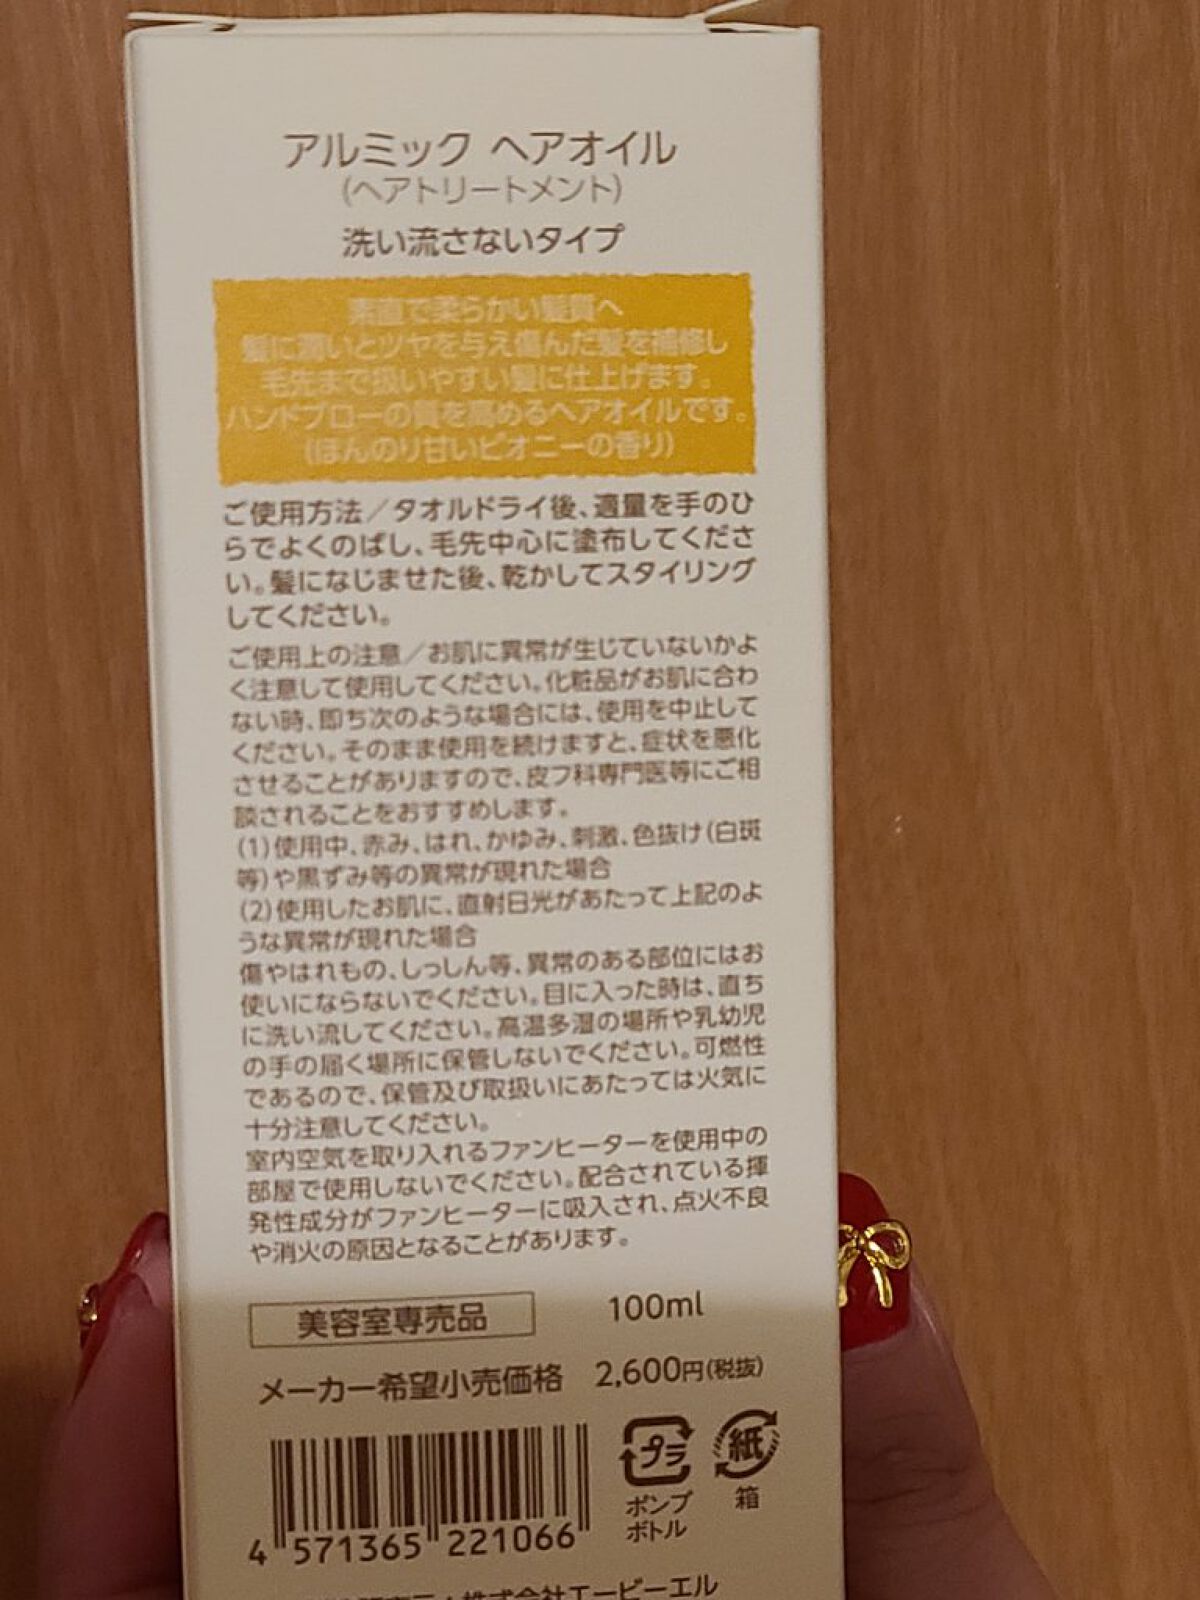 アルミック ヘアオイル
(ヘアトリートメント)
洗い流さないタイプ
素直で柔らかい髪質へ
髪に潤いとツヤを与え傷んだ髪を補修し
毛先まで扱いやすい髪に仕上げます。
ハンドブローの質を高めるヘアオイルです。
(ほんのり甘いピオニーの香り)
ご使用方法/タオルドライ後、適量を手のひ
らでよくのばし、毛先中心に塗布してくださ
い。髪になじませた後、乾かしてスタイリング
してください。
ご使用上の注意/お肌に異常が生じていないかよ
く注意して使用してください。化粧品がお肌に合わ
ない時、即ち次のような場合には、使用を中止して
ください。そのまま使用を続けますと、症状を悪化
させることがありますので、皮フ科専門医等にご相
談されることをおすすめします。
(1)使用中、赤み、はれ、かゆみ、刺激、色抜け(白斑
等)や黒ずみ等の異常が現れた場合
(2)使用したお肌に、直射日光があたって上記のよ
うな異常が現れた場合
傷やはれもの、しっしん等、異常のある部位にはお
使いにならないでください。目に入った時は、直ち
に洗い流してください。高温多湿の場所や乳幼児
の手の届く場所に保管しないでください。可燃性
であるので、保管及び取扱いにあたっては火気に
十分注意してください。
室内空気を取り入れるファンヒーターを使用中の
部屋で使用しないでください。配合されている揮
発性成分がファンヒーターに吸入され、点火不良
や消火の原因となることがあります。
美容室専売品 100ml
メーカー希望小売価格 2,600円(税抜)
プラ 紙
ポンプ 箱
ボトル
4 571365 221066
株式会社エービーエル